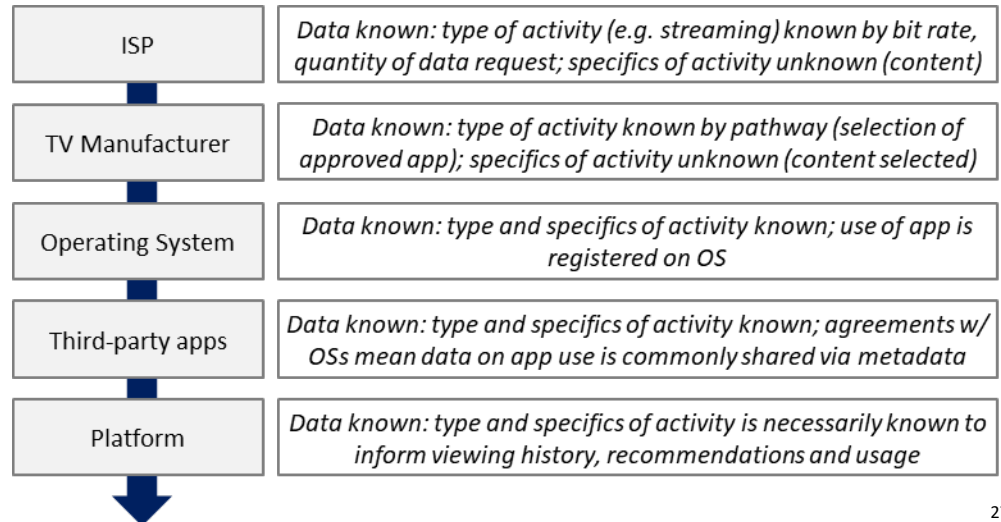 ISP
Data known: type of activity (e.g. streaming) known by bit rate,
quantity of data request; specifics of activity unknown (content)
TV Manufacturer
Data known: type of activity known by pathway (selection of
approved app); specifics of activity unknown (content selected)
Operating System
Data known: type and specifics of activity known; use of app is
registered on OS
Third-party apps
Data known: type and specifics of activity known; agreements w/
OSs mean data on app use is commonly shared via metadata
Platform
Data known: type and specifics of activity is necessarily known to
inform viewing history, recommendations and usage
2